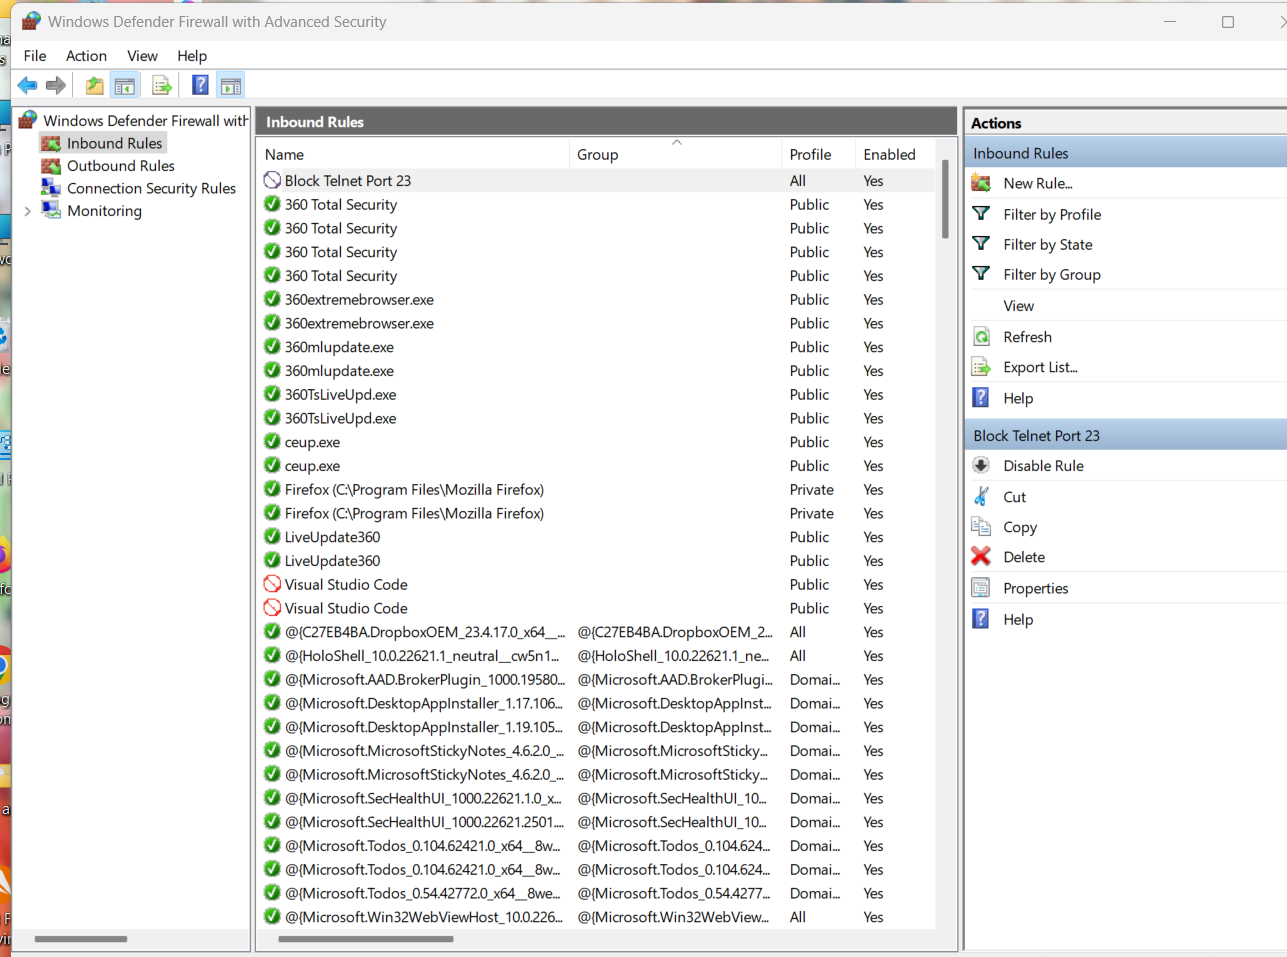 Windows Defender Firewall with Advanced Security
File Action View Help
Windows Defender Firewall with
Inbound Rules
Outbound Rules
Connection Security Rules
Monitoring
Inbound Rules
Name Group Profile Enabled
Block Telnet Port 23 All Yes
360 Total Security Public Yes
360 Total Security Public Yes
360 Total Security Public Yes
360 Total Security Public Yes
360extremebrowser.exe Public Yes
360extremebrowser.exe Public Yes
360mlupdate.exe Public Yes
360mlupdate.exe Public Yes
360TsLiveUpd.exe Public Yes
360TsLiveUpd.exe Public Yes
ceup.exe Public Yes
ceup.exe Public Yes
Firefox (C:\Program Files\Mozilla Firefox) Private Yes
Firefox (C:\Program Files\Mozilla Firefox) Private Yes
LiveUpdate360 Public Yes
LiveUpdate360 Public Yes
Visual Studio Code Public Yes
Visual Studio Code Public Yes
@{C27EB4BA.DropboxOEM_23.4.17.0_x64__... @{C27EB4BA.DropboxOEM_2... All Yes
@{HoloShell_10.0.22621.1_neutral__cw5n1... @{HoloShell_10.0.22621.1_ne... All Yes
@{Microsoft.AAD.BrokerPlugin_1000.19580... @{Microsoft.AAD.BrokerPlugi... Domai... Yes
@{Microsoft.DesktopAppInstaller_1.17.106... @{Microsoft.DesktopAppInst... Domai... Yes
@{Microsoft.DesktopAppInstaller_1.19.105... @{Microsoft.DesktopAppInst... Domai... Yes
@{Microsoft.MicrosoftStickyNotes_4.6.2.0_... @{Microsoft.MicrosoftSticky... Domai... Yes
@{Microsoft.MicrosoftStickyNotes_4.6.2.0_... @{Microsoft.MicrosoftSticky... Domai... Yes
@{Microsoft.SecHealthUI_1000.22621.1.0_x... @{Microsoft.SecHealthUI_10... Domai... Yes
@{Microsoft.SecHealthUI_1000.22621.2501.... @{Microsoft.SecHealthUI_10... Domai... Yes
@{Microsoft.Todos_0.104.62421.0_x64__8w... @{Microsoft.Todos_0.104.624... Domai... Yes
@{Microsoft.Todos_0.104.62421.0_x64__8w... @{Microsoft.Todos_0.104.624... Domai... Yes
@{Microsoft.Todos_0.54.42772.0_x64__8we... @{Microsoft.Todos_0.54.4277... Domai... Yes
@{Microsoft.Win32WebViewHost_10.0.226... @{Microsoft.Win32WebView... All Yes
Actions
Inbound Rules
New Rule...
Filter by Profile
Filter by State
Filter by Group
View
Refresh
Export List...
Help
Block Telnet Port 23
Disable Rule
Cut
Copy
Delete
Properties
Help